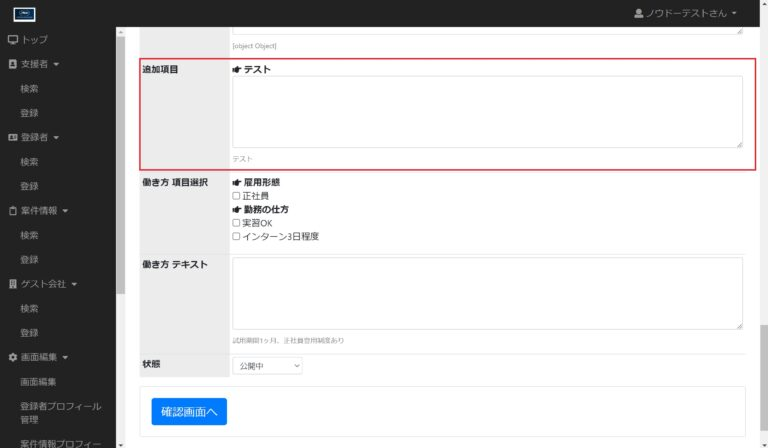 ノウドーテストさん
トップ
支援者
検索
登録
登録者
検索
登録
案件情報
検索
登録
ゲスト会社
検索
登録
画面編集
画面編集
登録者プロフィール
管理
案件情報プロフィー
[object Object]
追加項目
テスト
テスト
働き方 項目選択
雇用形態
正社員
勤務の仕方
実習OK
インターン3日程度
働き方 テキスト
試用期間1ヶ月、正社員登用制度あり
状態
公開中
確認画面へ